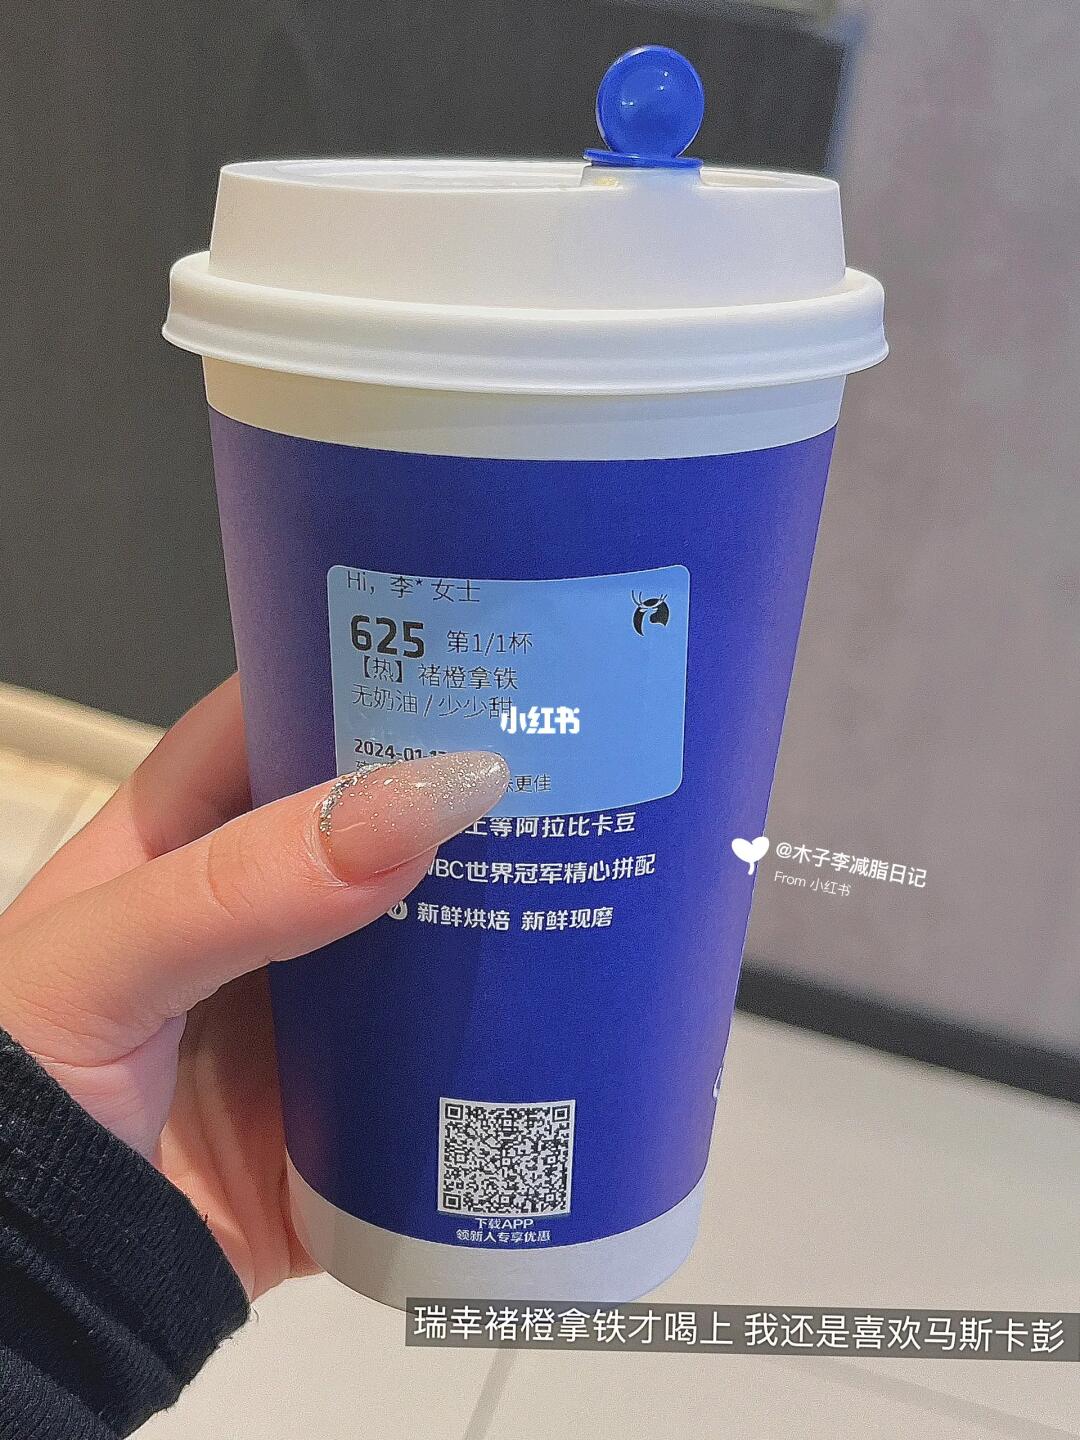 Hi，李* 女士
625 第1/1杯
【热】褚橙拿铁
无奶油 / 少少甜
小红书
2024-01-1
更佳
上等阿拉比卡豆
WBC世界冠军精心拼配
新鲜烘焙 新鲜现磨
@木子李减脂日记
From 小红书
下载APP
领新人专享优惠
瑞幸褚橙拿铁才喝上 我还是喜欢马斯卡彭